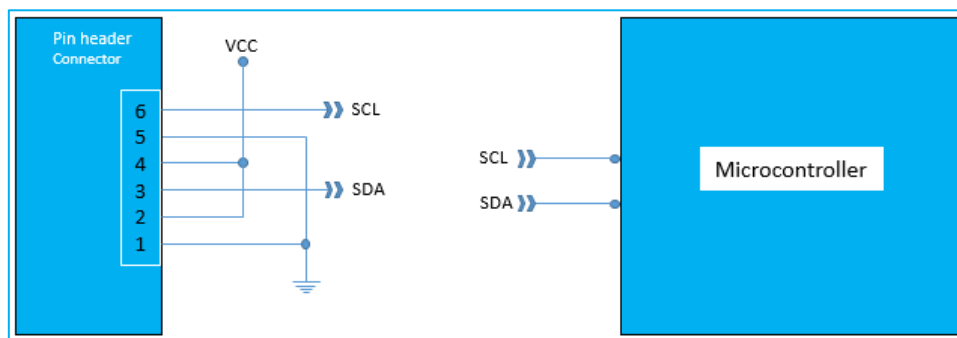 Pin header
Connector
VCC
6
SCL
5
4
3
SDA
2
1
SCL
SDA
Microcontroller